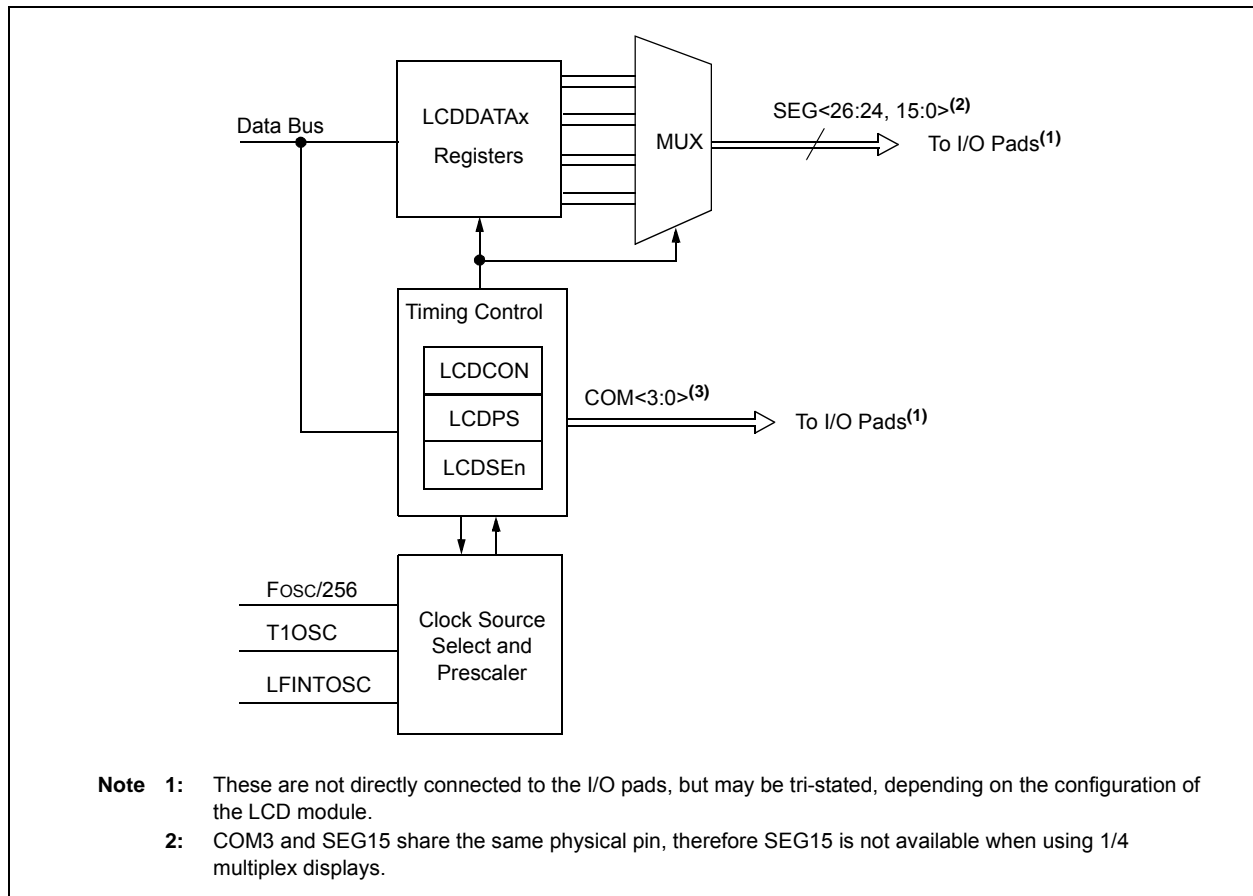 LCDDATAx
Registers
Data Bus
MUX
SEG<26:24, 15:0>(2)
To I/O Pads(1)
Timing Control
LCDCON
LCDPS
LCDSEn
COM<3:0>(3)
To I/O Pads(1)
FOSC/256
T1OSC
LFINTOSC
Clock Source
Select and
Prescaler
Note 1: These are not directly connected to the I/O pads, but may be tri-stated, depending on the configuration of
the LCD module.
2: COM3 and SEG15 share the same physical pin, therefore SEG15 is not available when using 1/4
multiplex displays.